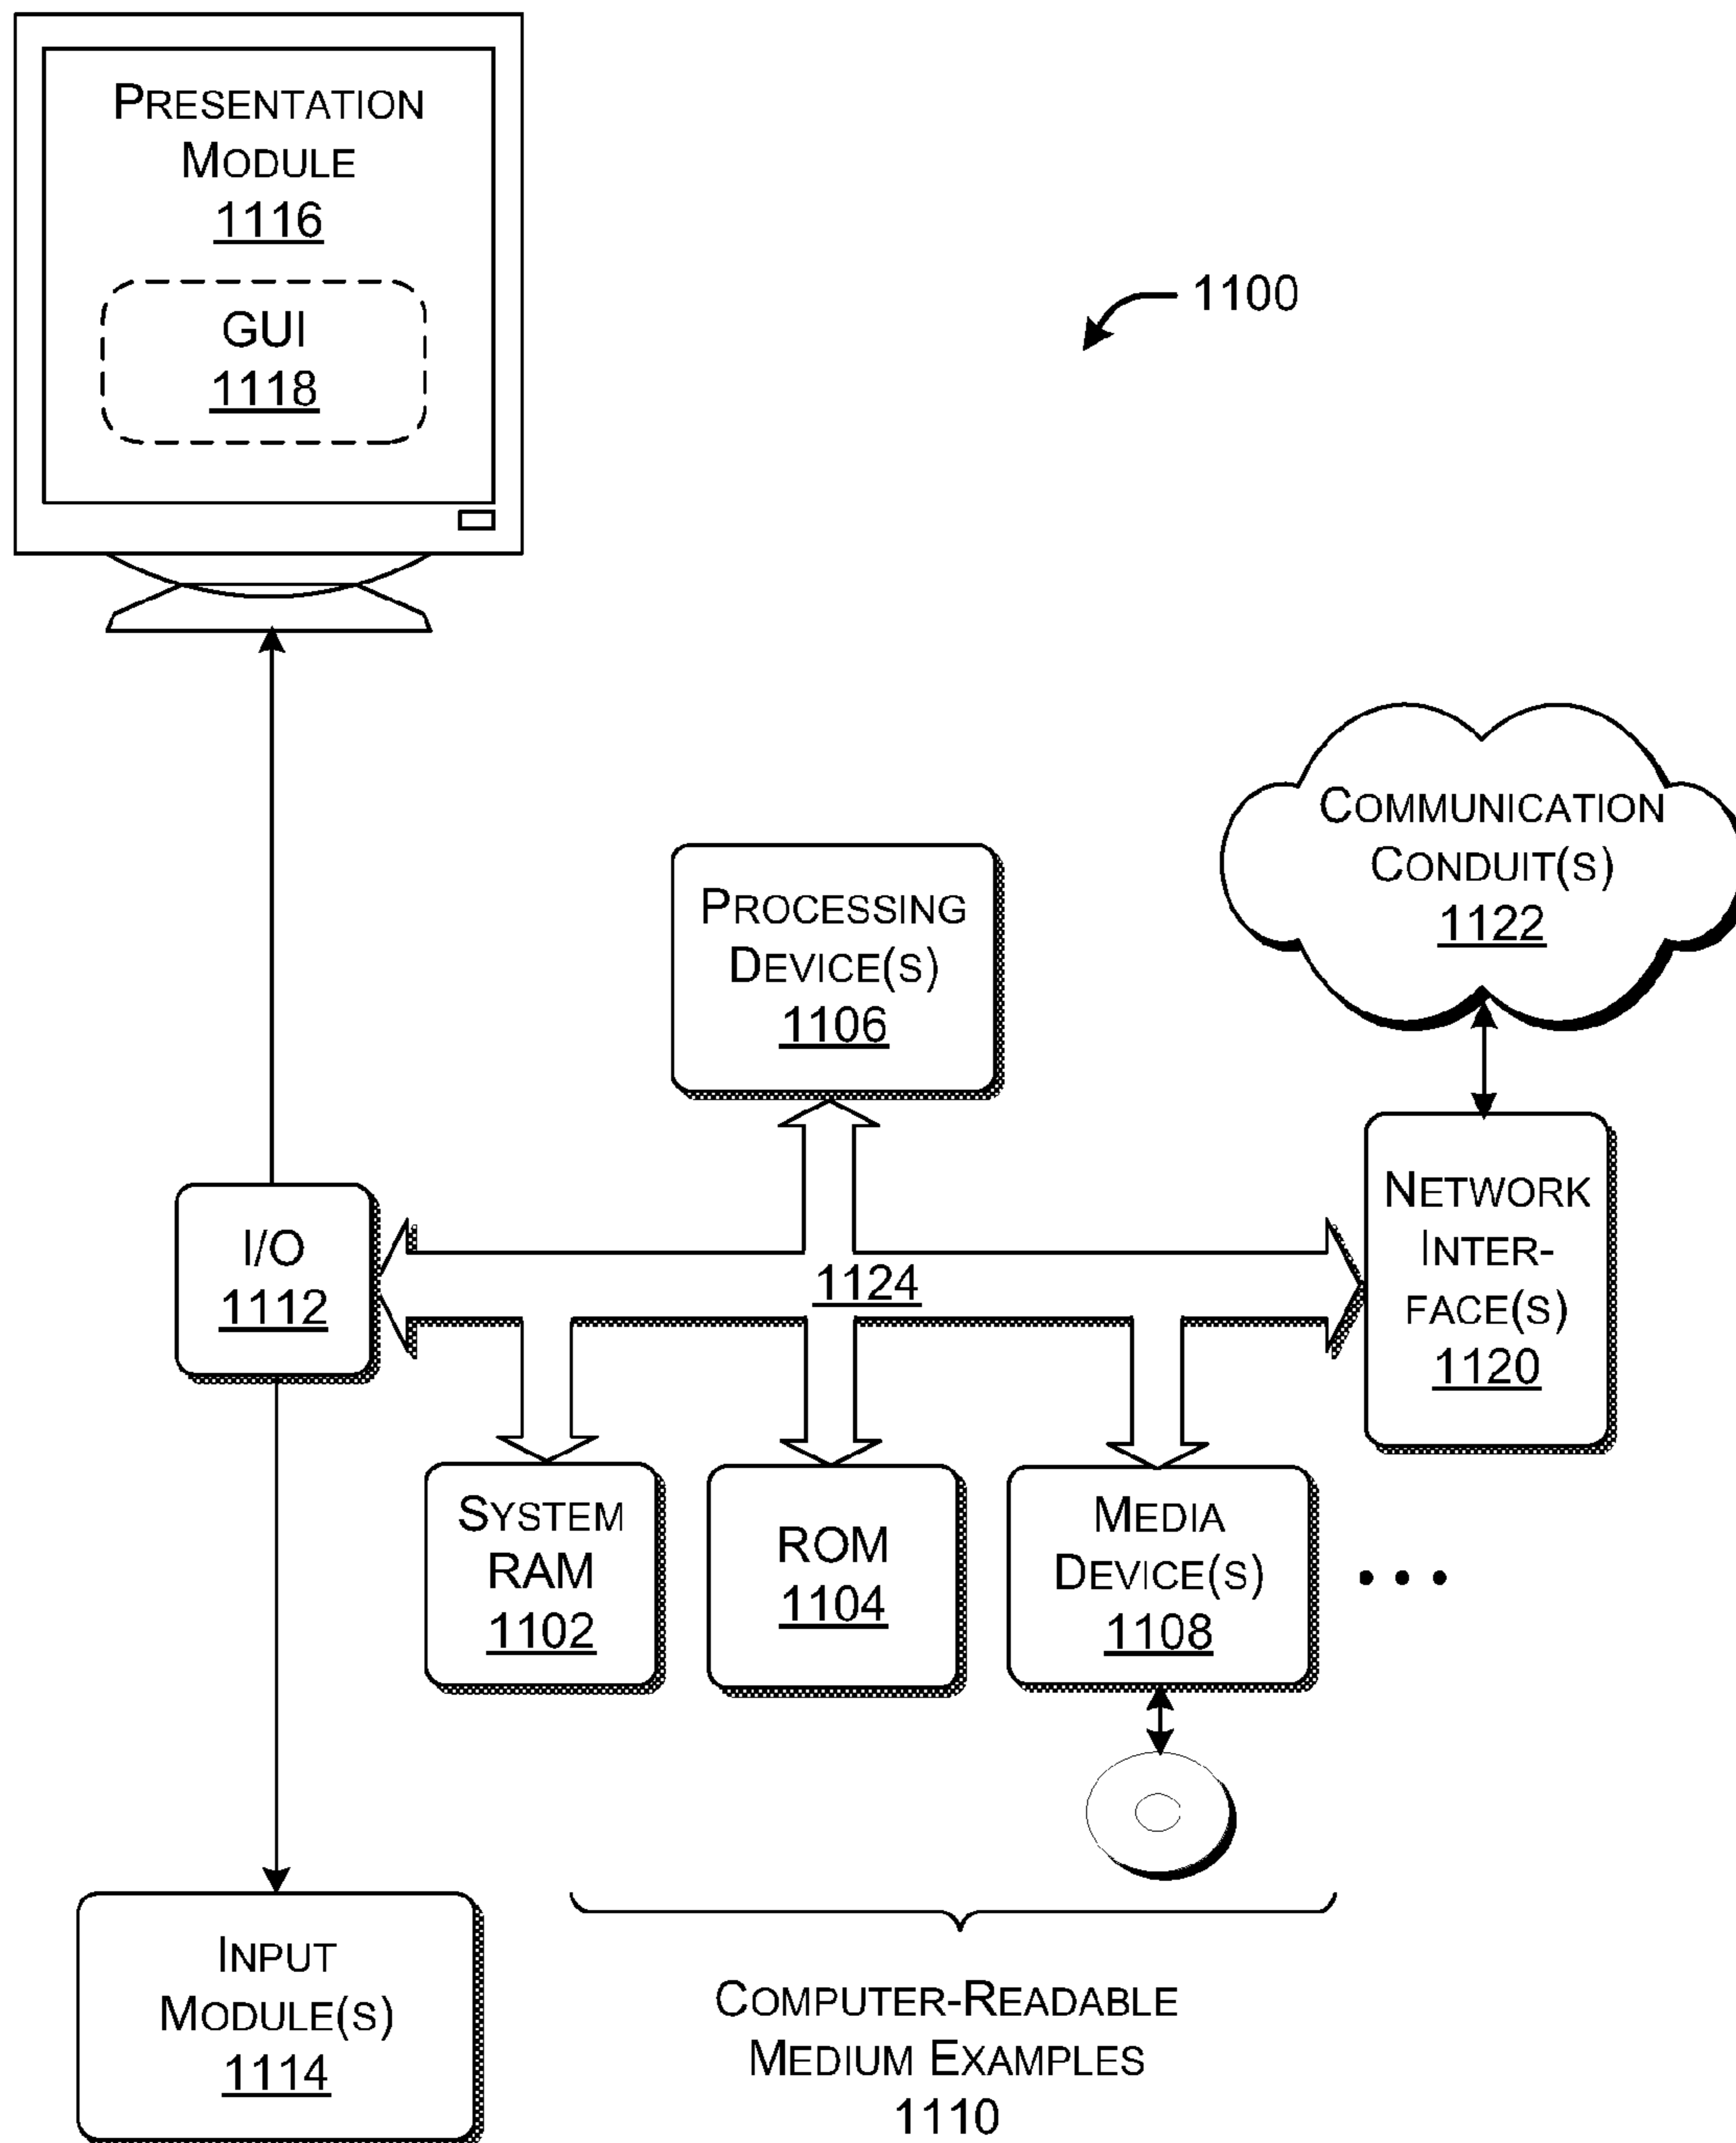 PRESENTATION
MODULE
1116
GUI
1118
1100
COMMUNICATION
CONDUIT(S)
1122
PROCESSING
DEVICE(S)
1106
NETWORK
INTER-
FACE(S)
1120
I/O
1112
1124
SYSTEM
RAM
1102
ROM
1104
MEDIA
DEVICE(S)
1108
• • •
INPUT
MODULE(S)
1114
COMPUTER-READABLE
MEDIUM EXAMPLES
1110